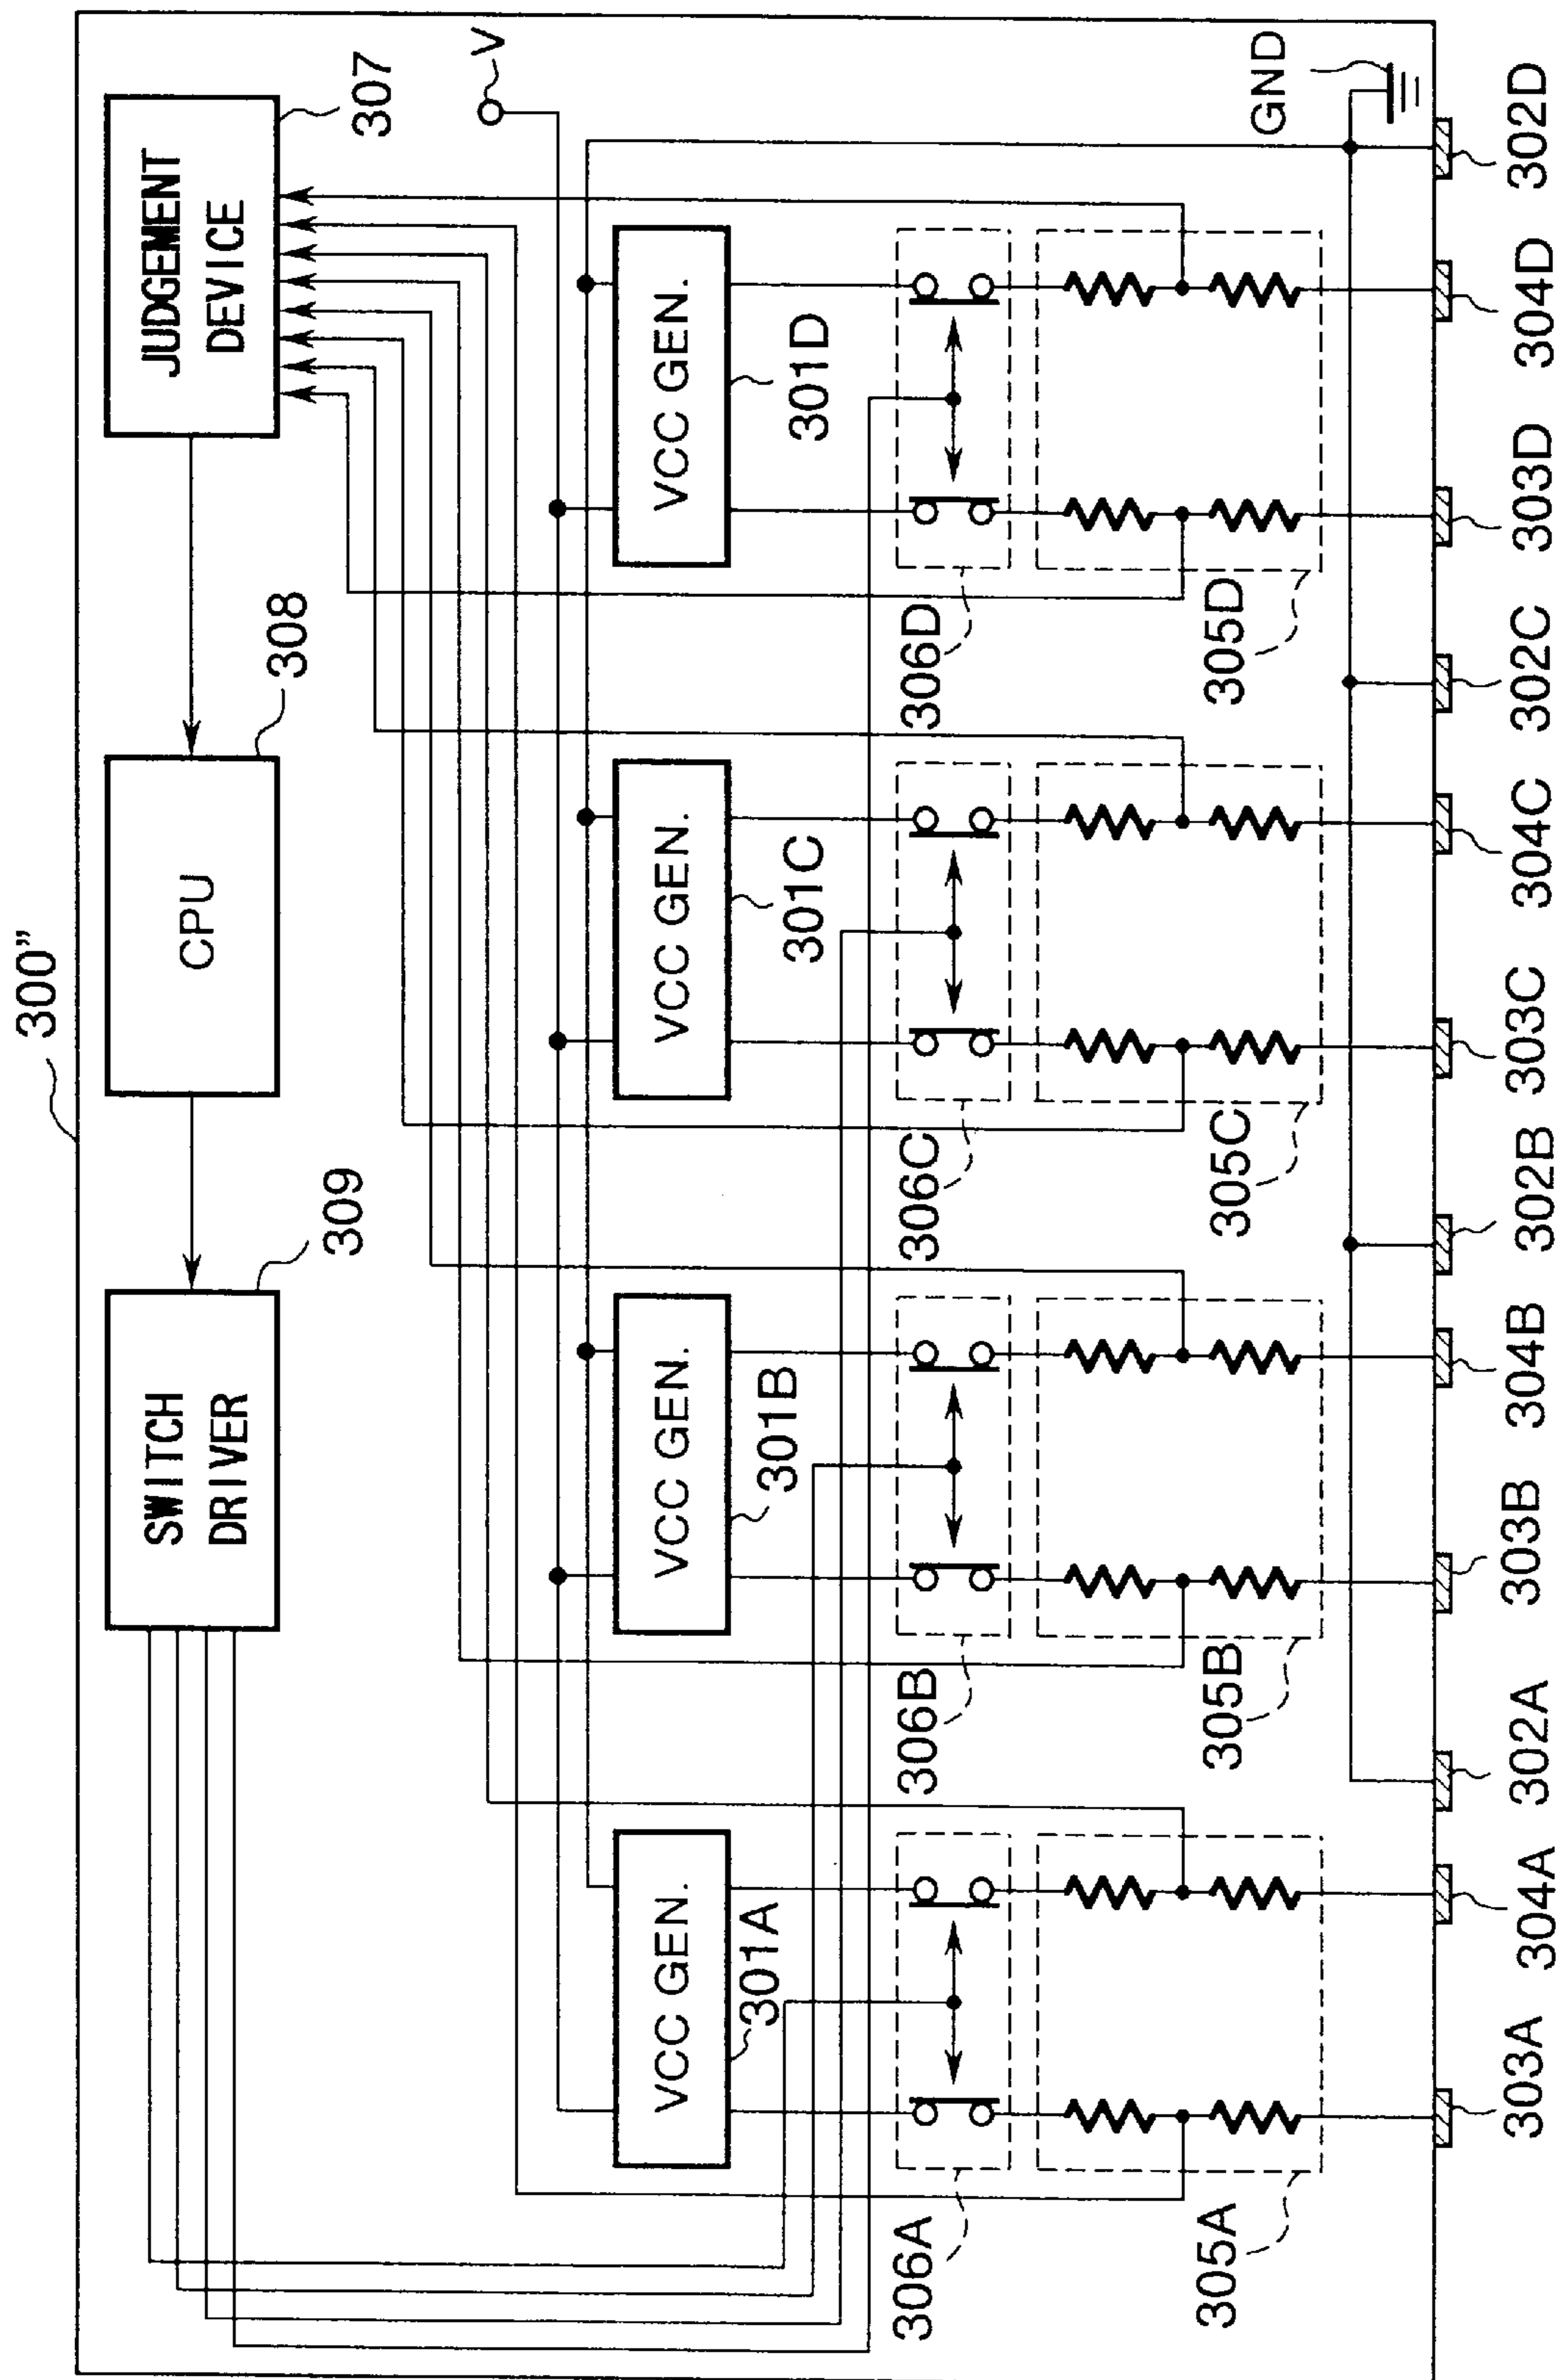 300”
SWITCH
DRIVER
309
CPU
308
JUDGEMENT
DEVICE
307
V
VCC GEN.
301A
VCC GEN.
301B
VCC GEN.
301C
VCC GEN.
301D
306A
306B
306C
306D
305A
305B
305C
305D
GND
303A
304A
302A
303B
304B
302B
303C
304C
302C
303D
304D
302D